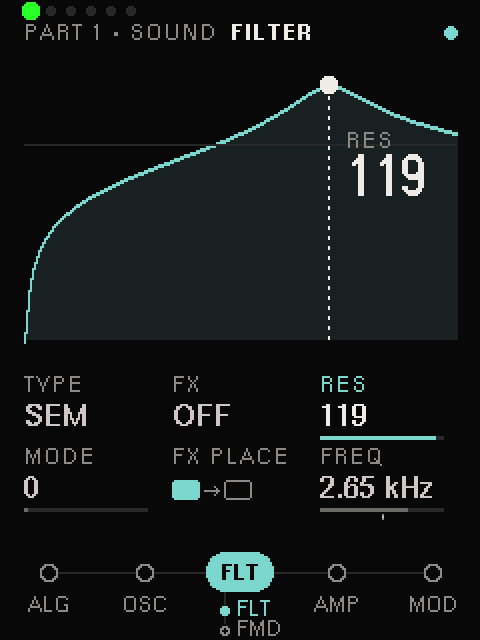 PART 1 · SOUND FILTER
RES
119
TYPE FX RES
SEM OFF 119
MODE FX PLACE FREQ
0 → 2.65 kHz
FLT
ALG OSC FLT AMP MOD
FMD